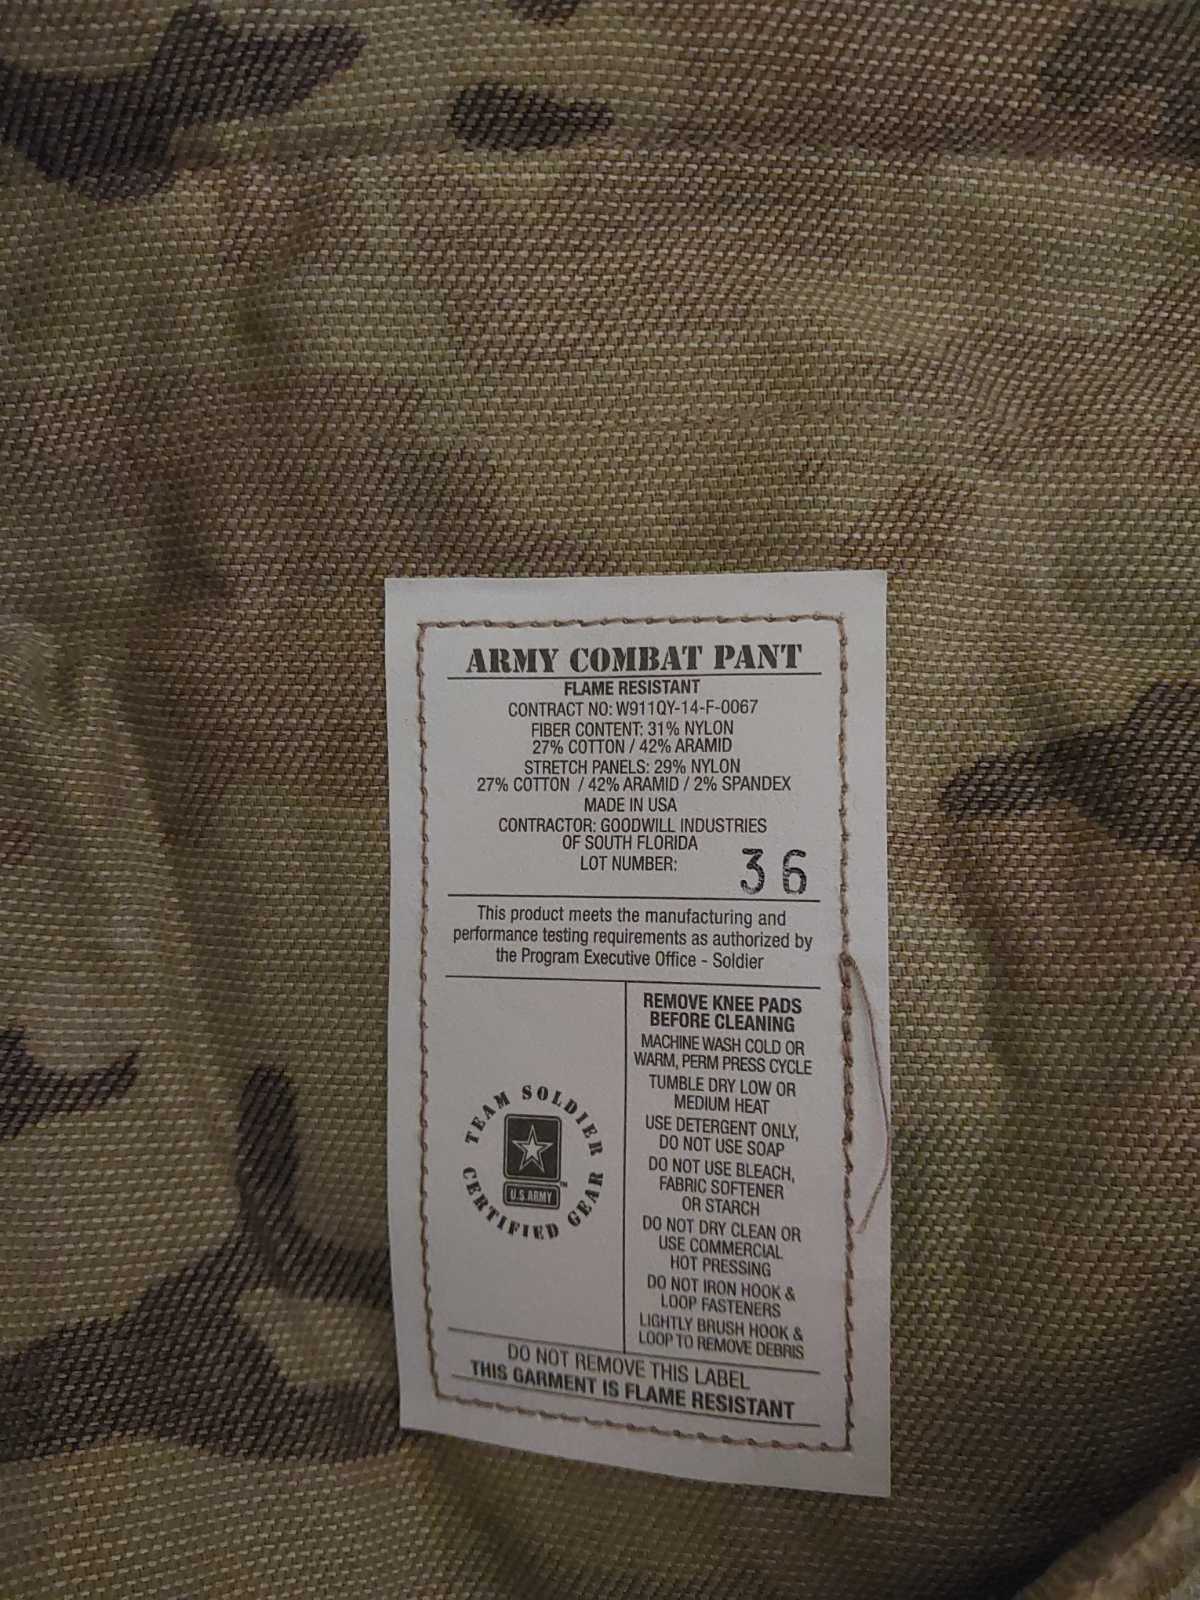 ARMY COMBAT PANT
FLAME RESISTANT
CONTRACT NO: W911QY-14-F-0067
FIBER CONTENT: 31% NYLON
27% COTTON / 42% ARAMID
STRETCH PANELS: 29% NYLON
27% COTTON / 42% ARAMID / 2% SPANDEX
MADE IN USA
CONTRACTOR: GOODWILL INDUSTRIES
OF SOUTH FLORIDA
LOT NUMBER: 36
This product meets the manufacturing and
performance testing requirements as authorized by
the Program Executive Office - Soldier
TEAM SOLDIER
U.S.ARMY
TM
CERTIFIED GEAR
REMOVE KNEE PADS
BEFORE CLEANING
MACHINE WASH COLD OR
WARM, PERM PRESS CYCLE
TUMBLE DRY LOW OR
MEDIUM HEAT
USE DETERGENT ONLY,
DO NOT USE SOAP
DO NOT USE BLEACH,
FABRIC SOFTENER
OR STARCH
DO NOT DRY CLEAN OR
USE COMMERCIAL
HOT PRESSING
DO NOT IRON HOOK &
LOOP FASTENERS
LIGHTLY BRUSH HOOK &
LOOP TO REMOVE DEBRIS
DO NOT REMOVE THIS LABEL
THIS GARMENT IS FLAME RESISTANT